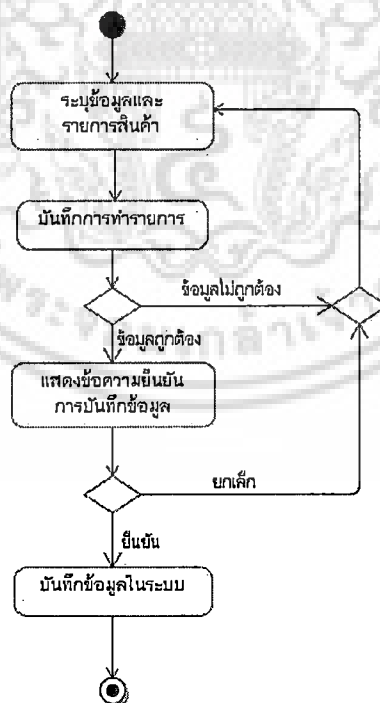 ระบุข้อมูลและ
รายการสินค้า
บันทึกการทำรายการ
ข้อมูลไม่ถูกต้อง
ข้อมูลถูกต้อง
แสดงข้อความยืนยัน
การบันทึกข้อมูล
ยกเลิก
ยืนยัน
บันทึกข้อมูลในระบบ